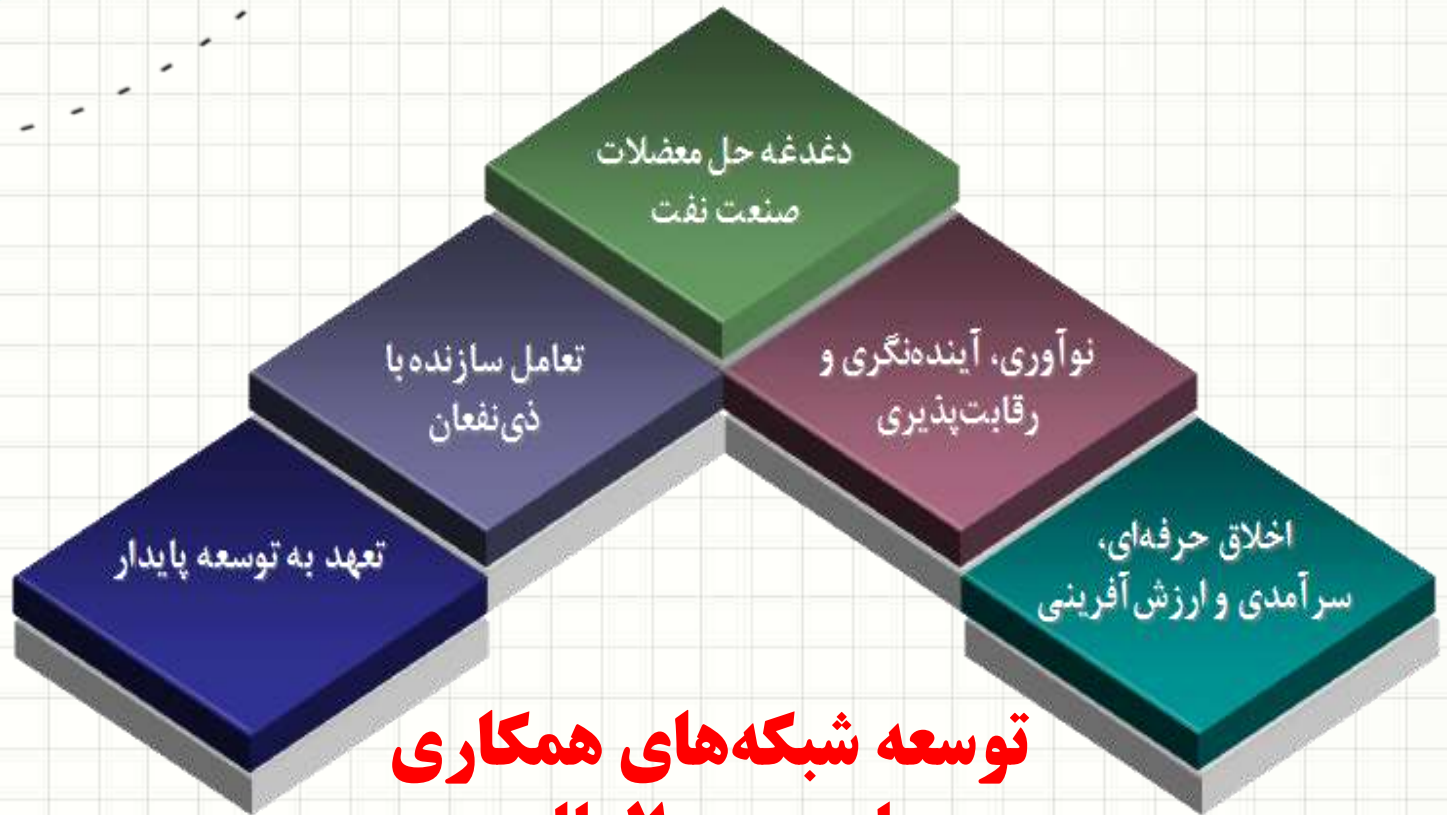 دغدغه حل معضلات
صنعت نفت
نوآوری، آینده‌نگری و
رقابت‌پذیری
تعامل سازنده با
ذی‌نفعان
اخلاق حرفه‌ای،
سرآمدی و ارزش‌آفرینی
تعهد به توسعه پایدار
توسعه شبکه‌های همکاری